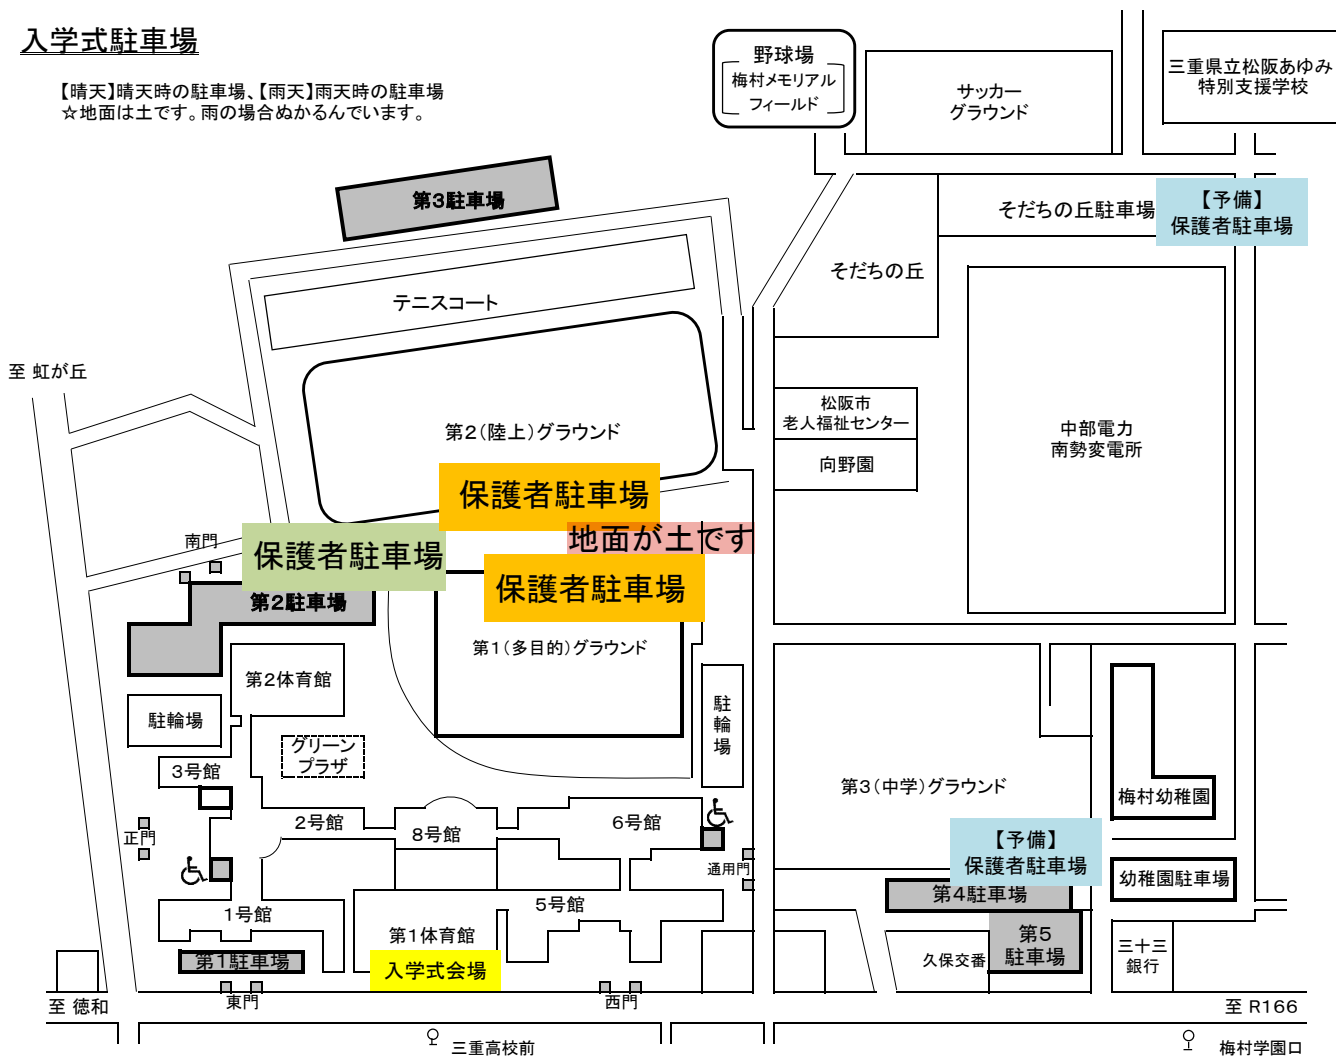 入学式駐車場
【晴天】晴天時の駐車場、【雨天】雨天時の駐車場
☆地面は土です。雨の場合ぬかるんでいます。
野球場
梅村メモリアル
フィールド
サッカー
グラウンド
三重県立松阪あゆみ
特別支援学校
第3駐車場
そだちの丘駐車場
【予備】
保護者駐車場
そだちの丘
テニスコート
至 虹が丘
松阪市
老人福祉センター
向野園
中部電力
南勢変電所
第2(陸上)グラウンド
保護者駐車場
地面が土です
南門
保護者駐車場
保護者駐車場
第2駐車場
第1(多目的)グラウンド
第2体育館
駐輪場
駐輪場
グリーン
プラザ
3号館
第3(中学)グラウンド
梅村幼稚園
2号館
8号館
6号館
正門
通用門
【予備】
保護者駐車場
幼稚園駐車場
第4駐車場
1号館
5号館
第1体育館
入学式会場
第1駐車場
第5
駐車場
久保交番
三十三
銀行
至 徳和
東門
西門
至 R166
三重高校前
梅村学園口